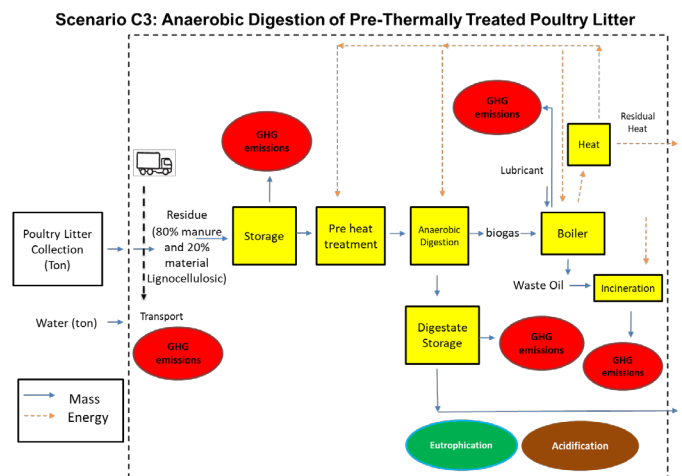 Scenario C3: Anaerobic Digestion of Pre-Thermally Treated Poultry Litter
GHG
emissions
GHG
emissions
Residual
Heat
Heat
Lubricant
Poultry Litter
Collection
(Ton)
Residue
(80% manure
and 20%
material
Lignocellulosic)
Storage
Pre heat
treatment
Anaerobic
Digestion
biogas
Boiler
Waste Oil
Incineration
Water (ton)
Transport
GHG
emissions
Digestate
Storage
GHG
emissions
GHG
emissions
Mass
Energy
Eutrophication
Acidification